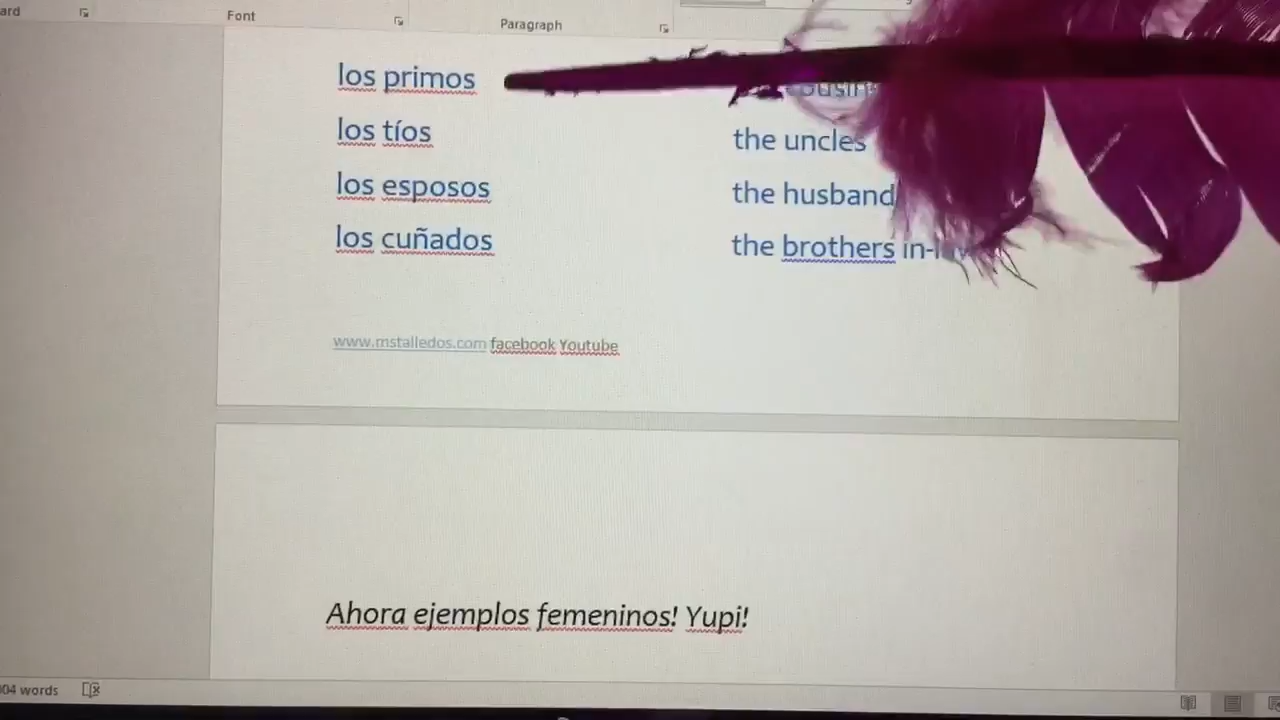 Font
Paragraph
los primos
los tíos
the uncles
los esposos
the husband
los cuñados
the brothers in-law
www.mstalledos.com facebook Youtube
Ahora ejemplos femeninos! Yupi!
words